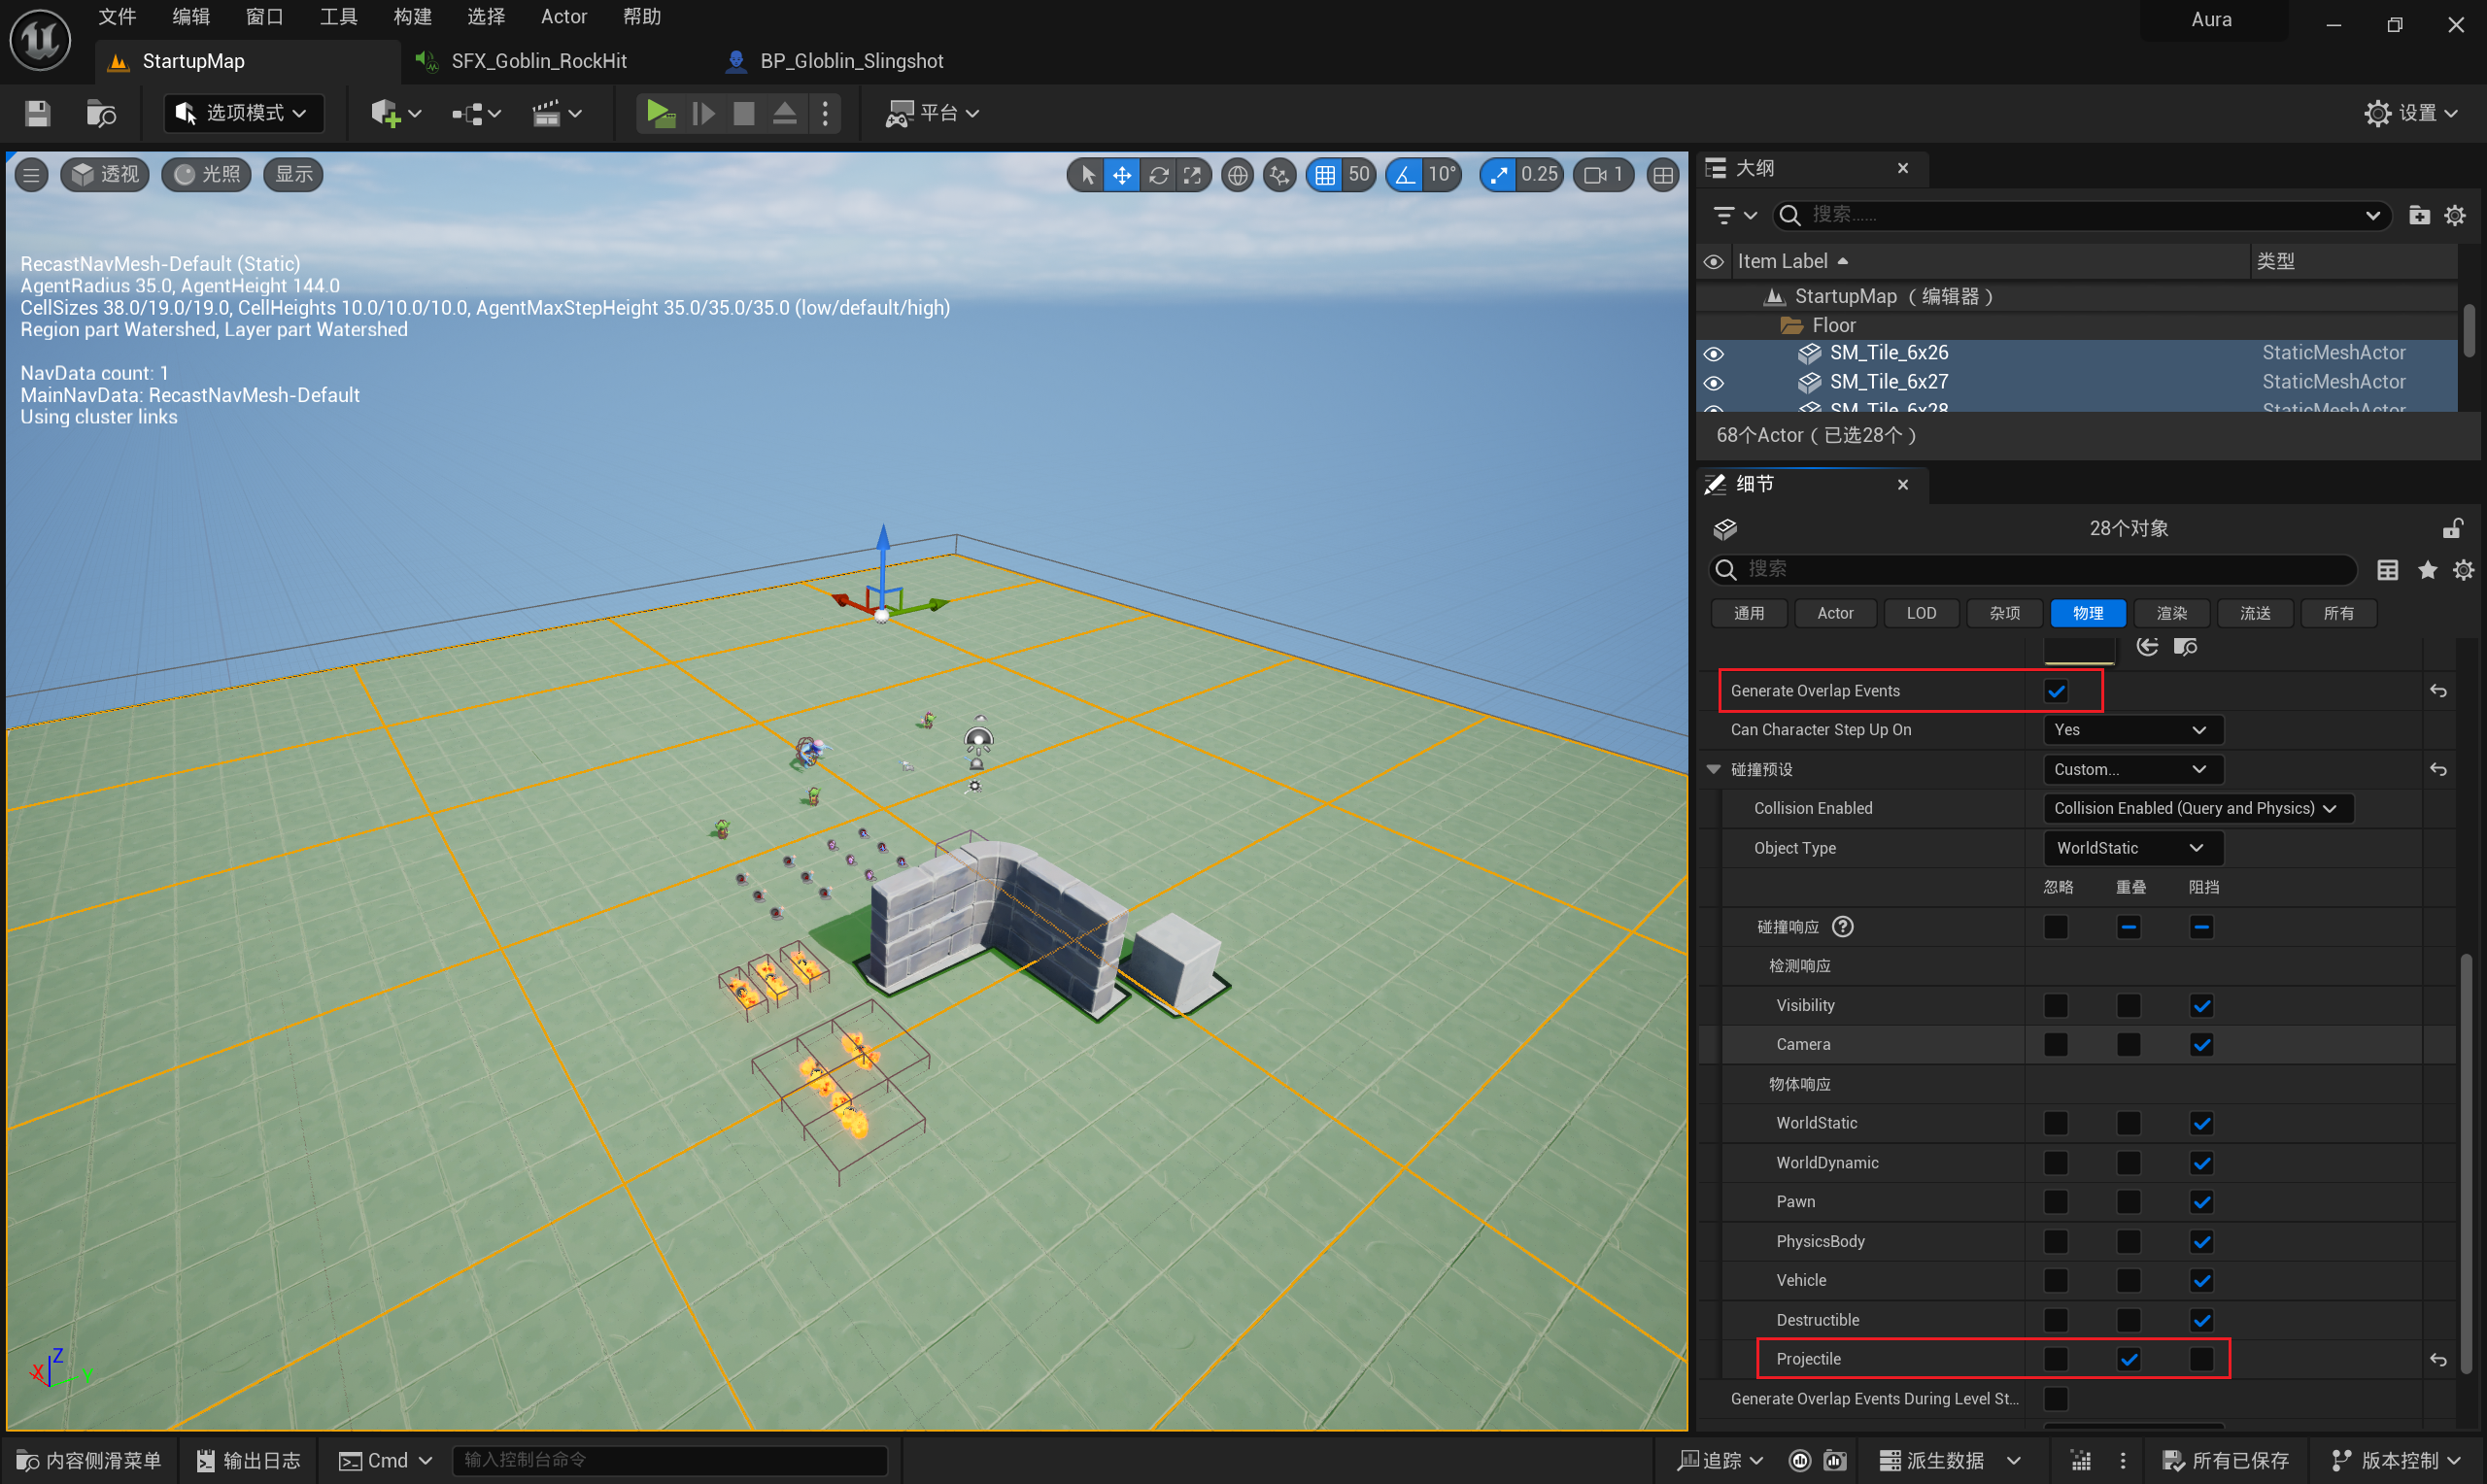 文件 编辑 窗口 工具 构建 选择 Actor 帮助
Aura
StartupMap SFX_Goblin_RockHit BP_Globlin_Slingshot
选项模式 平台 设置
透视 光照 显示 50 10° 0.25 1
RecastNavMesh-Default (Static)
AgentRadius 35.0, AgentHeight 144.0
CellSizes 38.0/19.0/19.0, CellHeights 10.0/10.0/10.0, AgentMaxStepHeight 35.0/35.0/35.0 (low/default/high)
Region part Watershed, Layer part Watershed
NavData count: 1
MainNavData: RecastNavMesh-Default
Using cluster links
X Z Y
大纲
搜索......
Item Label 类型
StartupMap（编辑器）
Floor
SM_Tile_6x26 StaticMeshActor
SM_Tile_6x27 StaticMeshActor
SM_Tile_6x28 StaticMeshActor
68个Actor（已选28个）
细节
28个对象
搜索
通用 Actor LOD 杂项 物理 渲染 流送 所有
Generate Overlap Events
Can Character Step Up On Yes
碰撞预设 Custom...
Collision Enabled Collision Enabled (Query and Physics)
Object Type WorldStatic
忽略 重叠 阻挡
碰撞响应 ?
检测响应
Visibility
Camera
物体响应
WorldStatic
WorldDynamic
Pawn
PhysicsBody
Vehicle
Destructible
Projectile
Generate Overlap Events During Level St...
内容侧滑菜单 输出日志 Cmd 输入控制台命令 追踪 派生数据 所有已保存 版本控制